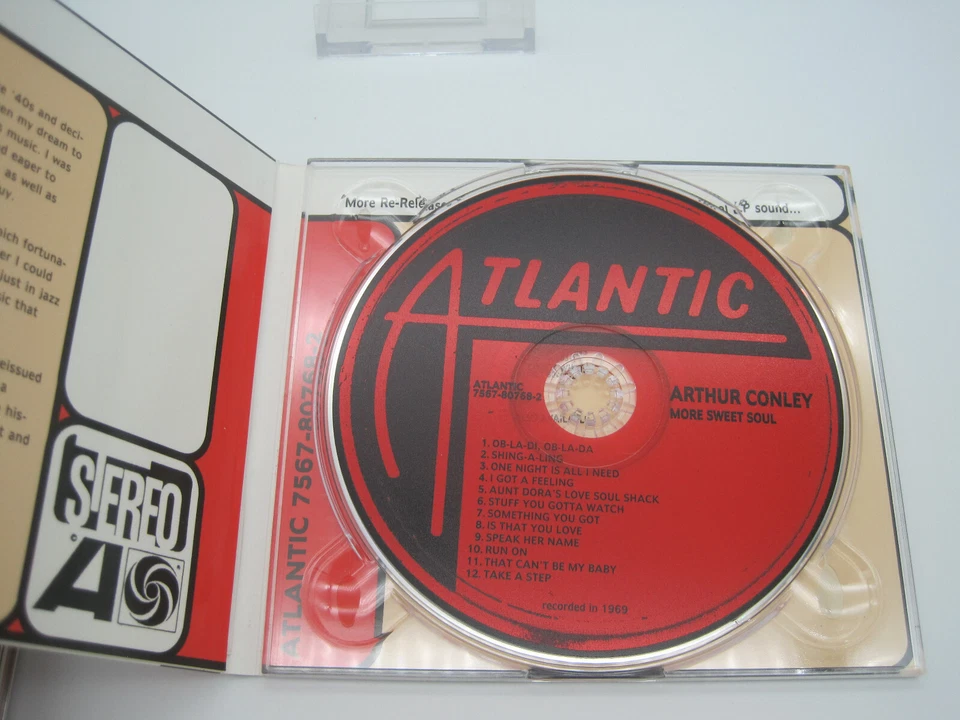 e '40s and deci-
en my dream to
s music. I was
d eager to
as well as
uy.
ich fortuna-
er I could
just in jazz
ic that
eissued
a
his-
t and
STEREO
©
A
"More Re-Releases
sound...
ATLANTIC 7567-80768-2
ATLANTIC
ATLANTIC
7567-80768-2
ARTHUR CONLEY
MORE SWEET SOUL
1. OB-LA-DI, OB-LA-DA
2. SHING-A-LING
3. ONE NIGHT IS ALL I NEED
4. I GOT A FEELING
5. AUNT DORA'S LOVE SOUL SHACK
6. STUFF YOU GOTTA WATCH
7. SOMETHING YOU GOT
8. IS THAT YOU LOVE
9. SPEAK HER NAME
10. RUN ON
11. THAT CAN'T BE MY BABY
12. TAKE A STEP
recorded in 1969